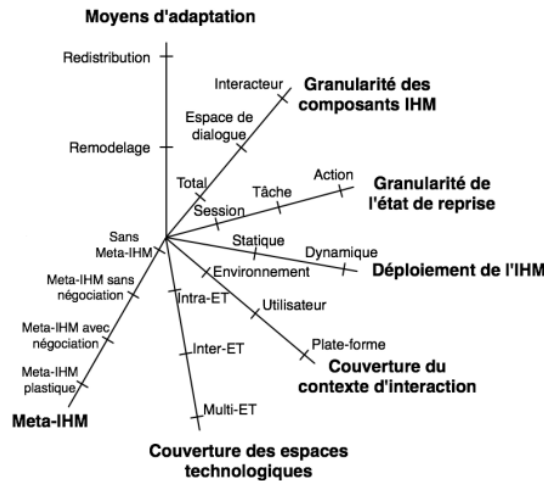 Moyens d'adaptation
Redistribution
Remodelage
Interacteur
Granularité des
composants IHM
Espace de
dialogue
Total
Action
Granularité de
l'état de reprise
Tâche
Session
Sans
Meta-IHM
Statique
Dynamique
Déploiement de l'IHM
Environnement
Utilisateur
Plate-forme
Couverture du
contexte d'interaction
Intra-ET
Inter-ET
Multi-ET
Couverture des espaces
technologiques
Meta-IHM sans
négociation
Meta-IHM avec
négociation
Meta-IHM
plastique
Meta-IHM